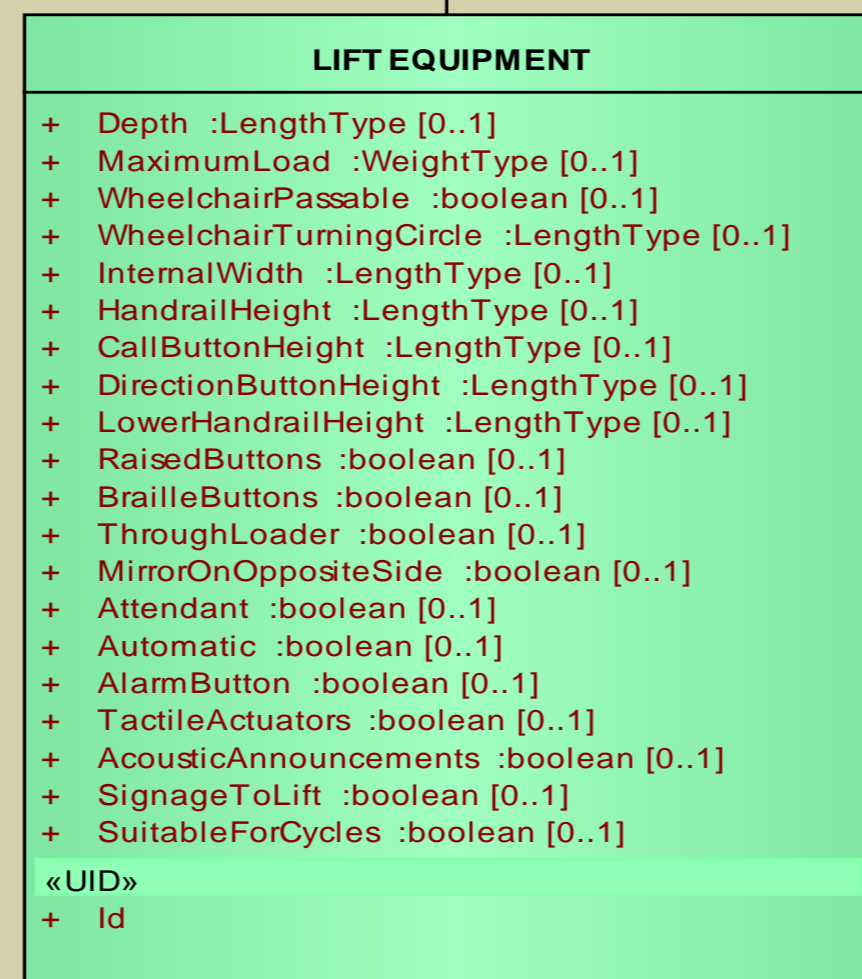 LIFT EQUIPMENT
+ Depth :LengthType [0..1]
+ MaximumLoad :WeightType [0..1]
+ WheelchairPassable :boolean [0..1]
+ WheelchairTurningCircle :LengthType [0..1]
+ InternalWidth :LengthType [0..1]
+ HandrailHeight :LengthType [0..1]
+ CallButtonHeight :LengthType [0..1]
+ DirectionButtonHeight :LengthType [0..1]
+ LowerHandrailHeight :LengthType [0..1]
+ RaisedButtons :boolean [0..1]
+ BrailleButtons :boolean [0..1]
+ ThroughLoader :boolean [0..1]
+ MirrorOnOppositeSide :boolean [0..1]
+ Attendant :boolean [0..1]
+ Automatic :boolean [0..1]
+ AlarmButton :boolean [0..1]
+ TactileActuators :boolean [0..1]
+ AcousticAnnouncements :boolean [0..1]
+ SignageToLift :boolean [0..1]
+ SuitableForCycles :boolean [0..1]
«UID»
+ Id